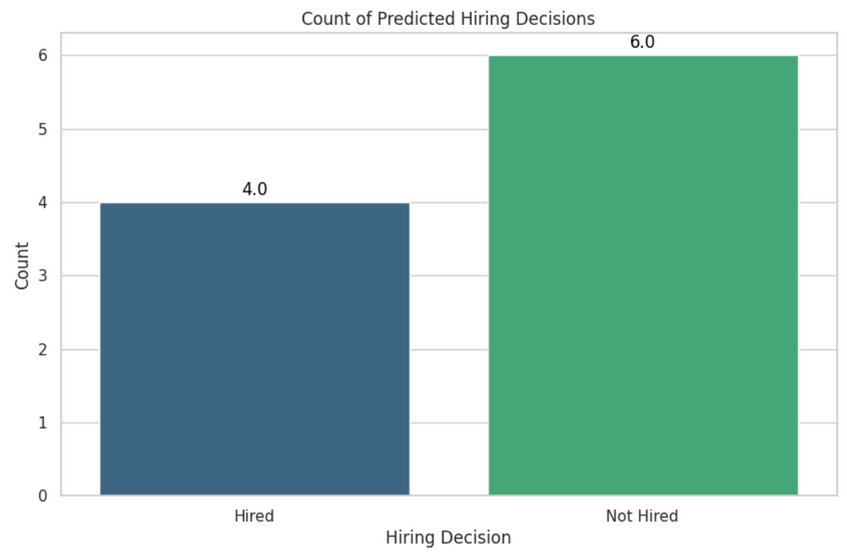 Count of Predicted Hiring Decisions
6.0
6
5
4.0
4
3
2
1
0
Count
Hired
Not Hired
Hiring Decision